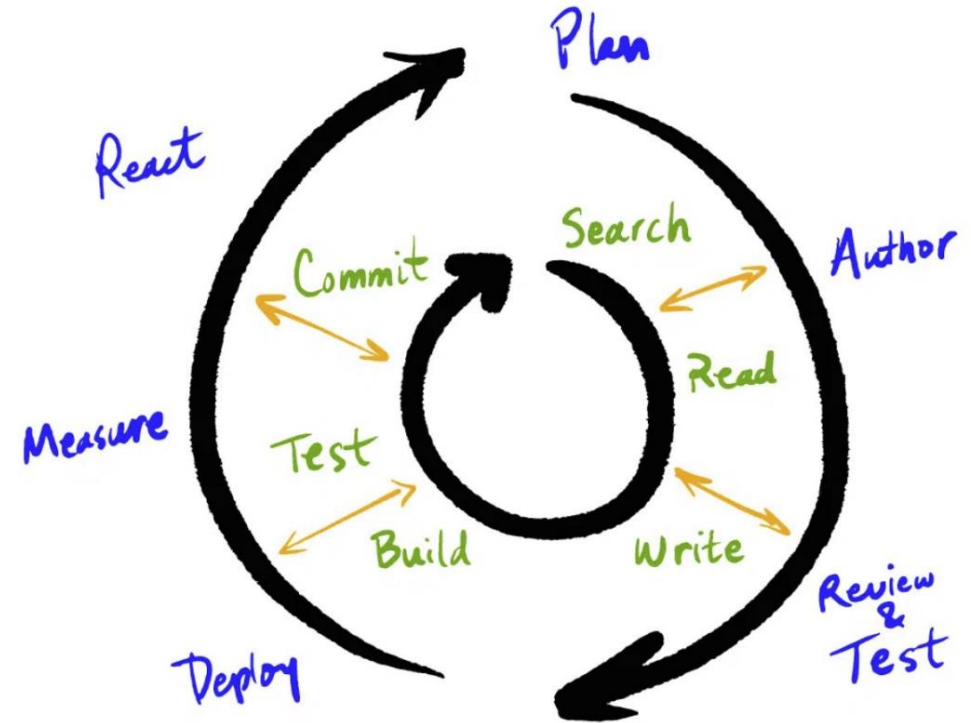 Plan
React
Search
Author
Commit
Read
Measure
Test
Build
Write
Review
&
Test
Deploy